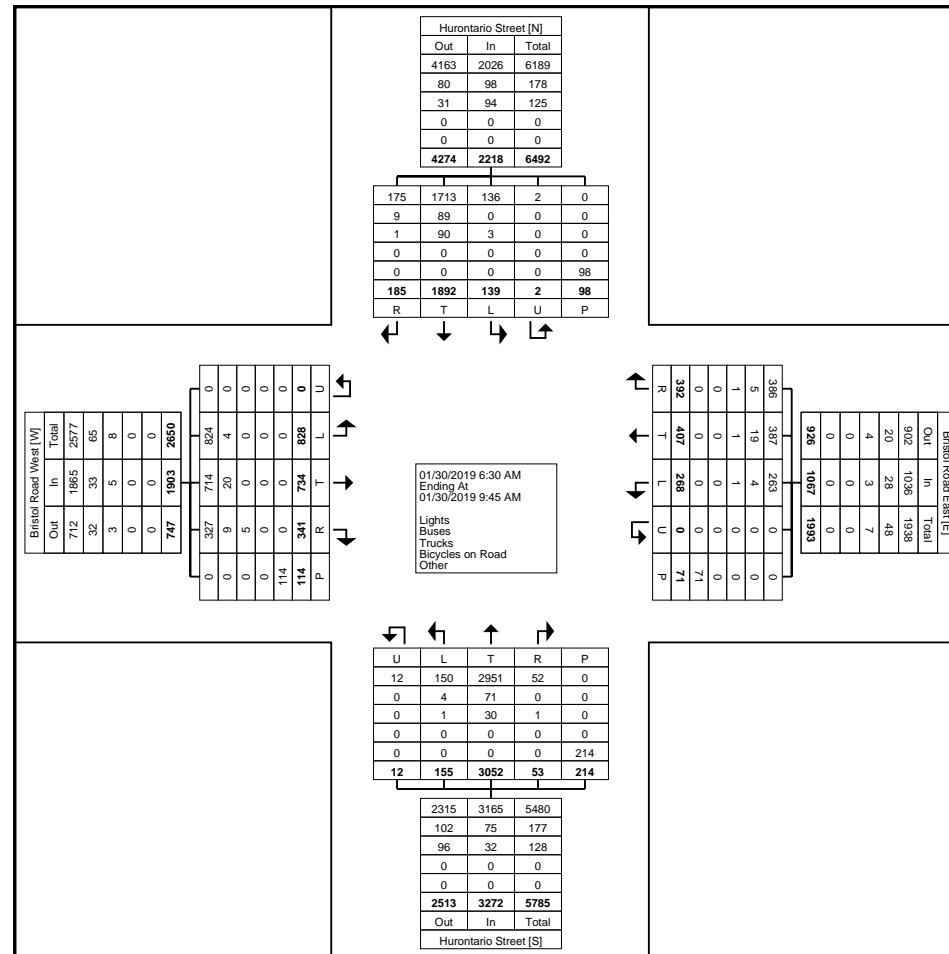 Hurontario Street [N]
Out In Total
4163 2026 6189
80 98 178
31 94 125
0 0 0
0 0 0
4274 2218 6492
175 1713 136 2 0
9 89 0 0 0
1 90 3 0 0
0 0 0 0 0
0 0 0 0 98
185 1892 139 2 98
R T L U P
Bristol Road West [W]
Out In Total
712 1865 2577
32 33 65
3 5 8
0 0 0
0 0 0
747 1903 2650
0 327 714 824 0
0 9 20 4 0
0 5 0 0 0
0 0 0 0 0
114 0 0 0 0
114 341 734 828 0
P R T L U
01/30/2019 6:30 AM
Ending At
01/30/2019 9:45 AM
Lights
Buses
Trucks
Bicycles on Road
Other
Bristol Road East [E]
Out In Total
902 1036 1938
20 28 48
4 3 7
0 0 0
0 0 0
926 1067 1993
386 387 263 0 0
5 19 4 0 0
1 1 1 0 0
0 0 0 0 0
0 0 0 0 71
392 407 268 0 71
R T L U P
U L T R P
12 150 2951 52 0
0 4 71 0 0
0 1 30 1 0
0 0 0 0 0
0 0 0 0 214
12 155 3052 53 214
2315 3165 5480
102 75 177
96 32 128
0 0 0
0 0 0
2513 3272 5785
Out In Total
Hurontario Street [S]